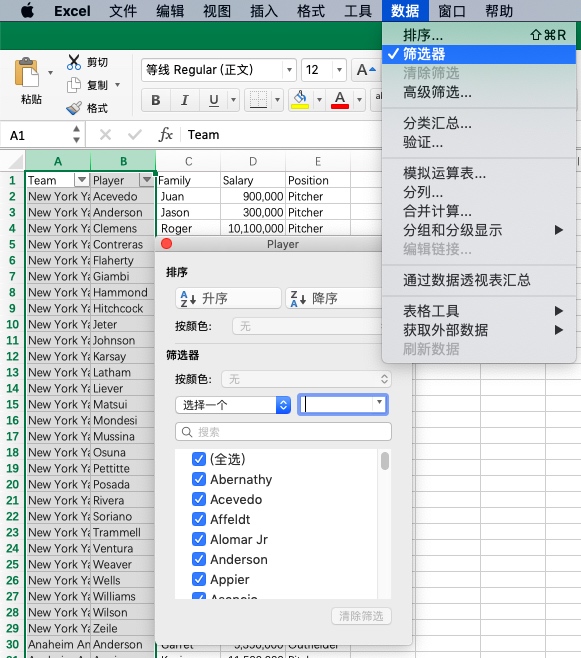 Excel 文件 编辑 视图 插入 格式 工具 数据 窗口 帮助
粘贴
剪切
复制
格式
等线 Regular (正文) 12 A
B I U A ab
A1 fx Team
A B C D E
1 Team Player Family Salary Position
2 New York Ya Acevedo Juan 900,000 Pitcher
3 New York Ya Anderson Jason 300,000 Pitcher
4 New York Ya Clemens Roger 10,100,000 Pitcher
5 New York Ya Contreras
6 New York Ya Flaherty
7 New York Ya Giambi
8 New York Ya Hammond
9 New York Ya Hitchcock
10 New York Ya Jeter
11 New York Ya Johnson
12 New York Ya Karsay
13 New York Ya Latham
14 New York Ya Liever
15 New York Ya Matsui
16 New York Ya Mondesi
17 New York Ya Mussina
18 New York Ya Osuna
19 New York Ya Pettitte
20 New York Ya Posada
21 New York Ya Rivera
22 New York Ya Soriano
23 New York Ya Trammell
24 New York Ya Ventura
25 New York Ya Weaver
26 New York Ya Wells
27 New York Ya Williams
28 New York Ya Wilson
29 New York Ya Zeile
30 Anaheim An Anderson Garret Outfielder
Player
排序
升序 降序
按颜色: 无
筛选器
按颜色: 无
选择一个
搜索
(全选)
Abernathy
Acevedo
Affeldt
Alomar Jr
Anderson
Appier
清除筛选
排序... ⇧⌘R
✓ 筛选器
清除筛选
高级筛选...
分类汇总...
验证...
模拟运算表...
分列...
合并计算...
分组和分级显示
编辑链接...
通过数据透视表汇总
表格工具
获取外部数据
刷新数据